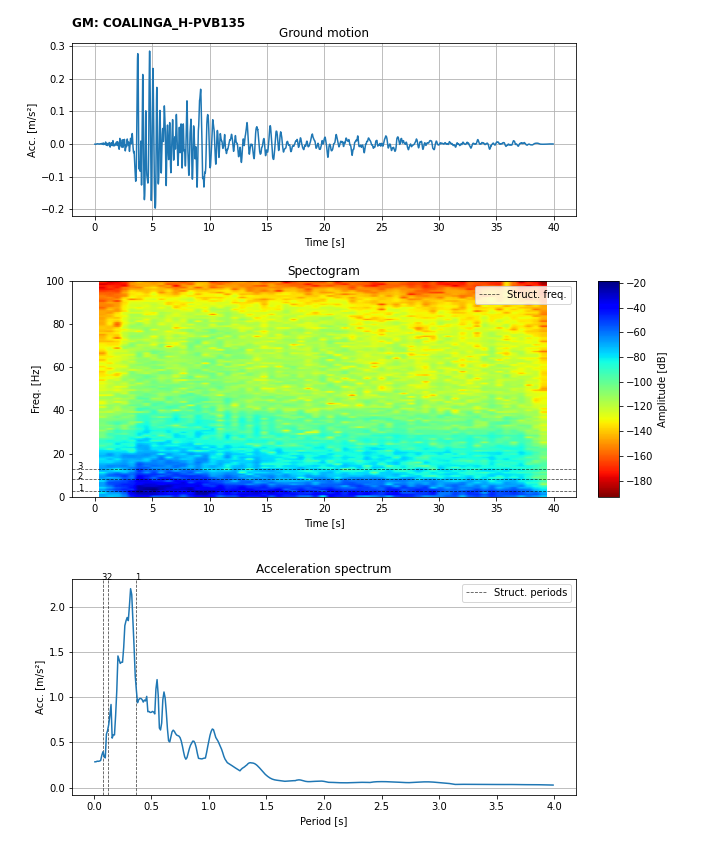 GM: COALINGA_H-PVB135
Ground motion
0.3
0.2
0.1
0.0
−0.1
−0.2
Acc. [m/s²]
0 5 10 15 20 25 30 35 40
Time [s]
Spectogram
100
80
60
40
20
0
Freq. [Hz]
Struct. freq.
3
2
1
0 5 10 15 20 25 30 35 40
Time [s]
−20
−40
−60
−80
−100
−120
−140
−160
−180
Amplitude [dB]
Acceleration spectrum
32 1
Struct. periods
2.0
1.5
1.0
0.5
0.0
Acc. [m/s²]
0.0 0.5 1.0 1.5 2.0 2.5 3.0 3.5 4.0
Period [s]